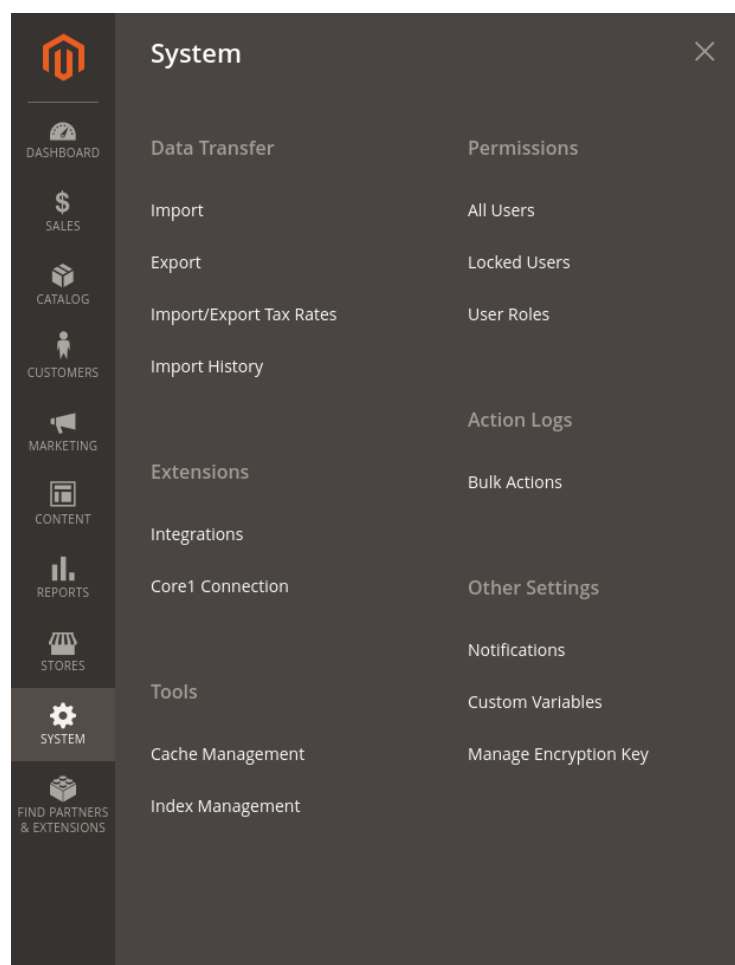 System
DASHBOARD
SALES
CATALOG
CUSTOMERS
MARKETING
CONTENT
REPORTS
STORES
SYSTEM
FIND PARTNERS
& EXTENSIONS
Data Transfer
Import
Export
Import/Export Tax Rates
Import History
Extensions
Integrations
Core1 Connection
Tools
Cache Management
Index Management
Permissions
All Users
Locked Users
User Roles
Action Logs
Bulk Actions
Other Settings
Notifications
Custom Variables
Manage Encryption Key